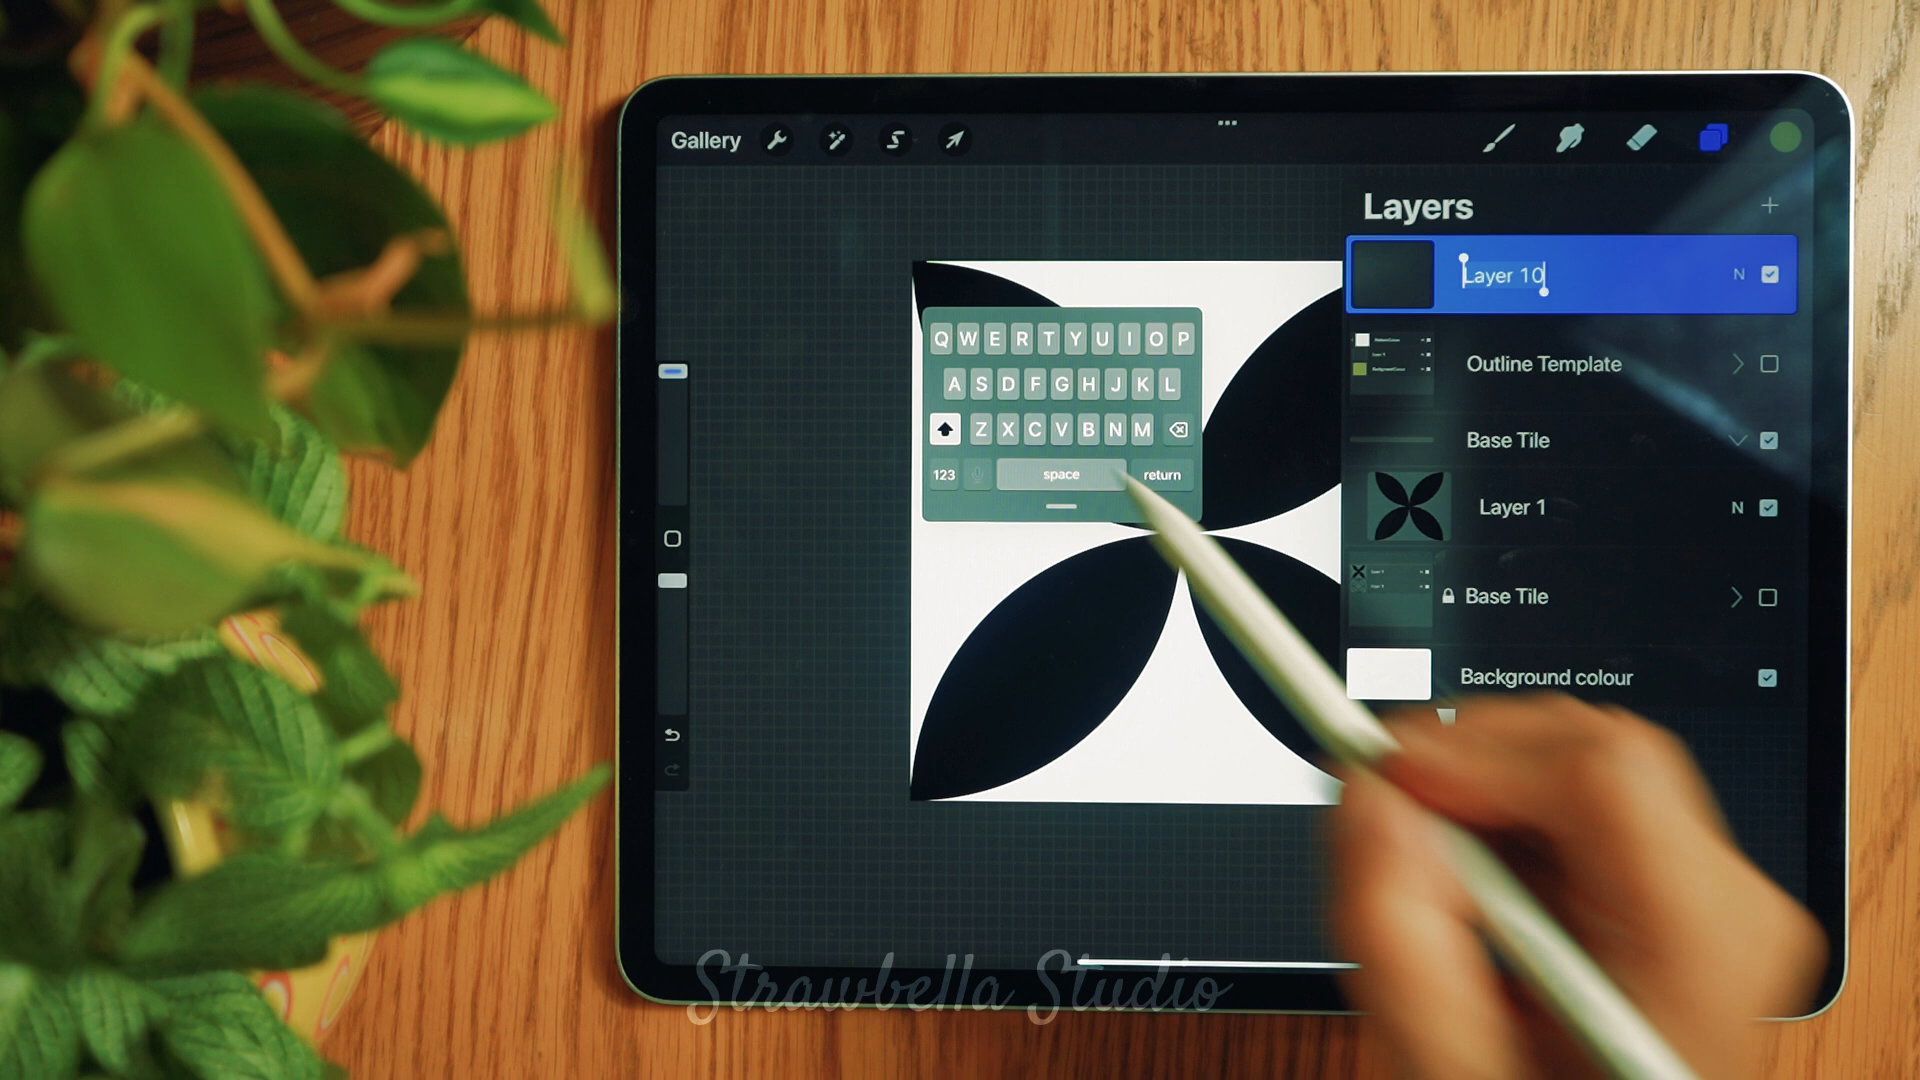 Gallery
Layers
Layer 10
N
Outline Template
Base Tile
Layer 1
N
Base Tile
Background colour
Q W E R T Y U I O P
A S D F G H J K L
Z X C V B N M
123 space return
Strawbella Studio